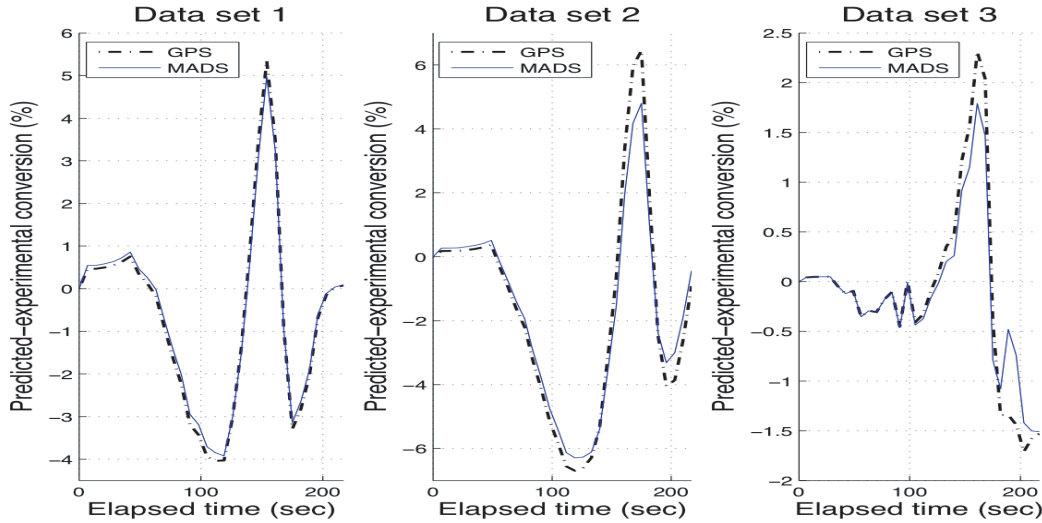 Data set 1
Predicted-experimental conversion (%)
6
5
4
3
2
1
0
-1
-2
-3
-4
GPS
MADS
0
100
200
Elapsed time (sec)
Data set 2
Predicted-experimental conversion (%)
6
4
2
0
-2
-4
-6
GPS
MADS
0
100
200
Elapsed time (sec)
Data set 3
Predicted-experimental conversion (%)
2.5
2
1.5
1
0.5
0
-0.5
-1
-1.5
-2
GPS
MADS
0
100
200
Elapsed time (sec)